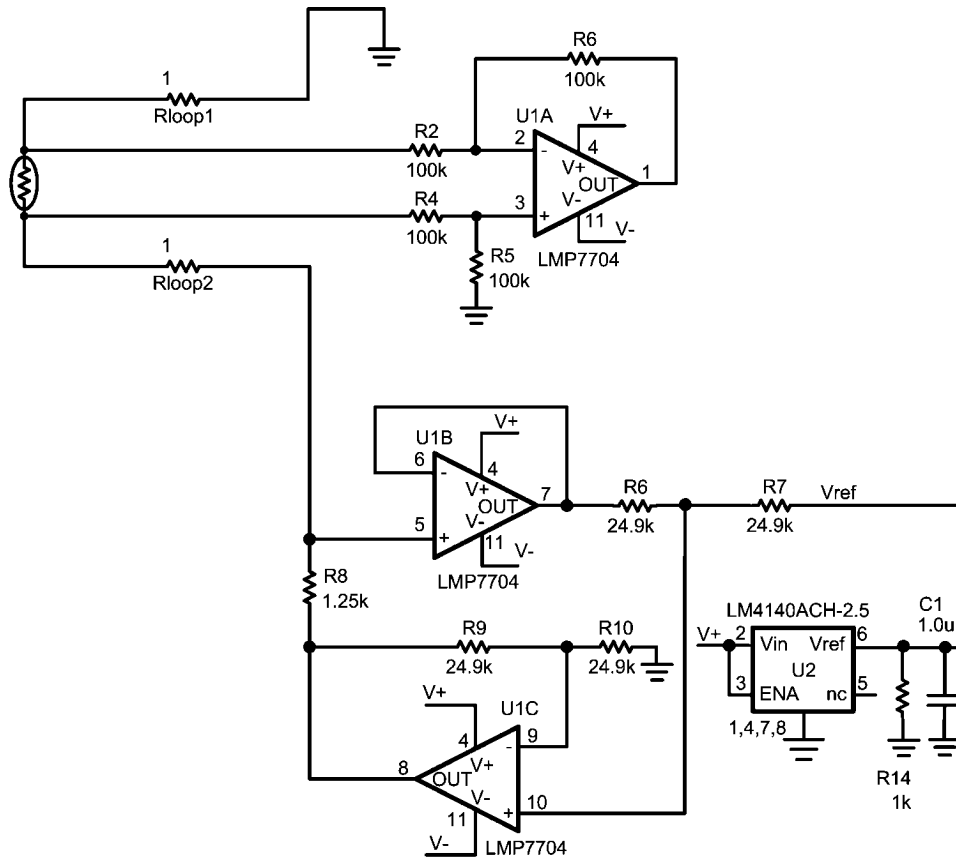 1
Rloop1
R6
100k
U1A
V+
R2
100k
2
-
4
V+
OUT
1
V-
3
+
11
V-
LMP7704
R4
100k
R5
100k
1
Rloop2
U1B
V+
6
-
4
V+
OUT
7
V-
5
+
11
V-
LMP7704
R6
24.9k
R7
24.9k
Vref
R8
1.25k
R9
24.9k
R10
24.9k
V+
U1C
4
V+
-
9
8
OUT
V-
11
+
10
V-
LMP7704
LM4140ACH-2.5
C1
1.0u
V+
2
Vin
Vref
6
U2
3
ENA
nc
5
1,4,7,8
R14
1k